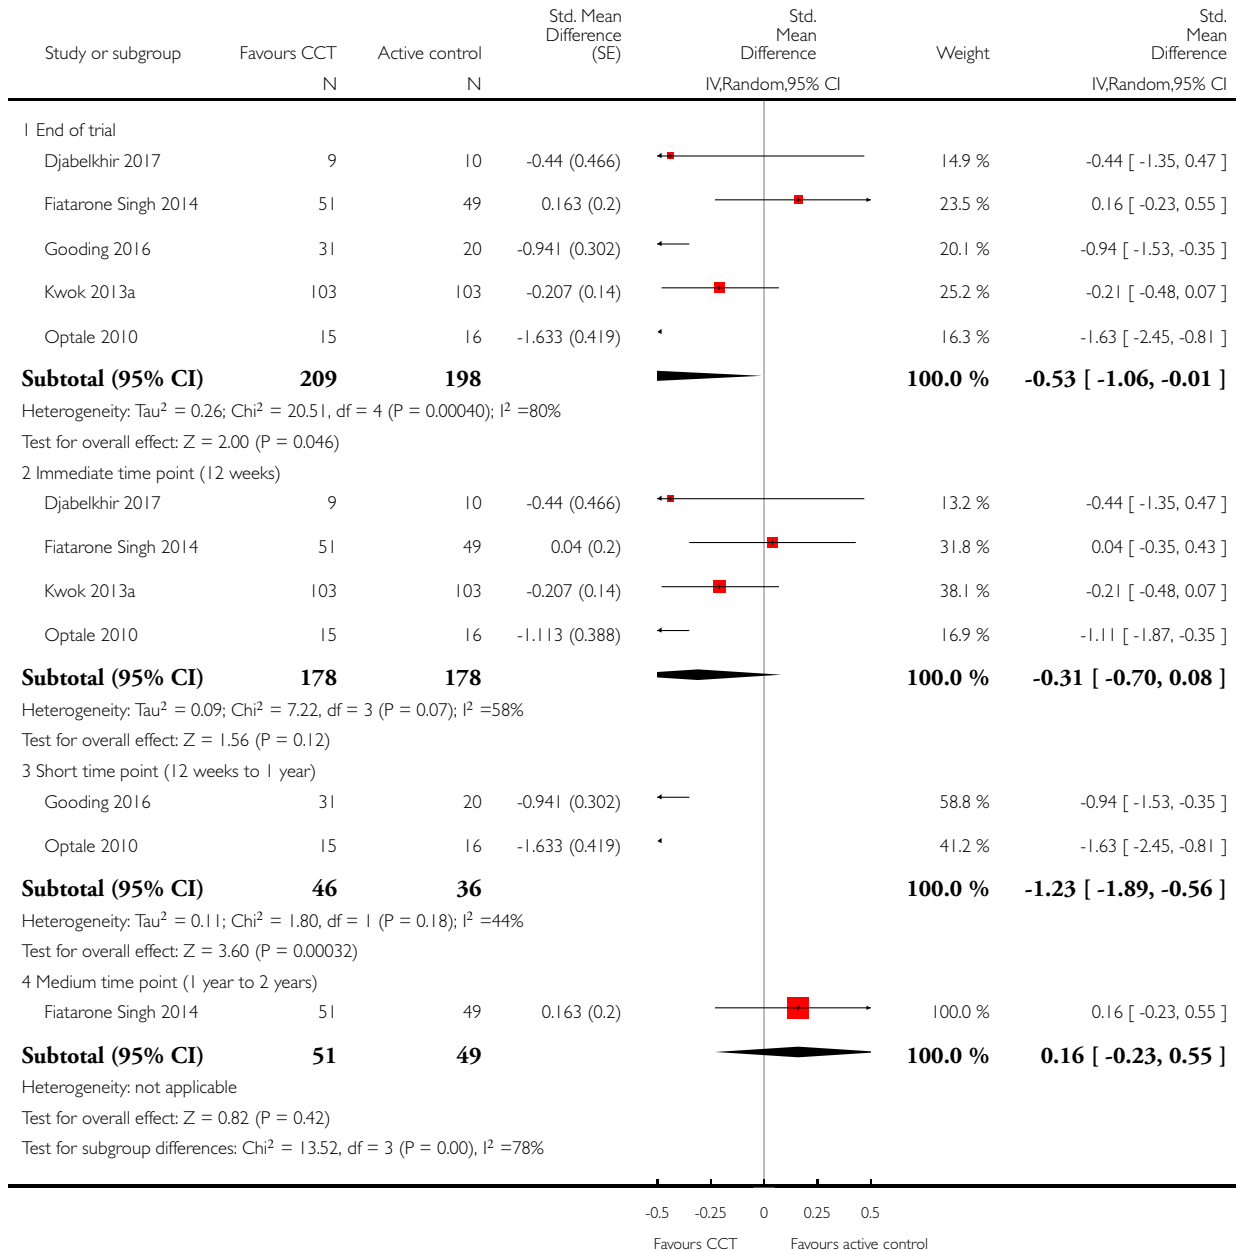 Study or subgroup Favours CCT Active control Std. Mean Difference (SE) Std. Mean Difference Weight Std. Mean Difference
N N IV,Random,95% CI IV,Random,95% CI
1 End of trial
Djabelkhir 2017 9 10 -0.44 (0.466) 14.9 % -0.44 [ -1.35, 0.47 ]
Fiatarone Singh 2014 51 49 0.163 (0.2) 23.5 % 0.16 [ -0.23, 0.55 ]
Gooding 2016 31 20 -0.941 (0.302) 20.1 % -0.94 [ -1.53, -0.35 ]
Kwok 2013a 103 103 -0.207 (0.14) 25.2 % -0.21 [ -0.48, 0.07 ]
Optale 2010 15 16 -1.633 (0.419) 16.3 % -1.63 [ -2.45, -0.81 ]
Subtotal (95% CI) 209 198 100.0 % -0.53 [ -1.06, -0.01 ]
Heterogeneity: Tau² = 0.26; Chi² = 20.51, df = 4 (P = 0.00040); I² =80%
Test for overall effect: Z = 2.00 (P = 0.046)
2 Immediate time point (12 weeks)
Djabelkhir 2017 9 10 -0.44 (0.466) 13.2 % -0.44 [ -1.35, 0.47 ]
Fiatarone Singh 2014 51 49 0.04 (0.2) 31.8 % 0.04 [ -0.35, 0.43 ]
Kwok 2013a 103 103 -0.207 (0.14) 38.1 % -0.21 [ -0.48, 0.07 ]
Optale 2010 15 16 -1.113 (0.388) 16.9 % -1.11 [ -1.87, -0.35 ]
Subtotal (95% CI) 178 178 100.0 % -0.31 [ -0.70, 0.08 ]
Heterogeneity: Tau² = 0.09; Chi² = 7.22, df = 3 (P = 0.07); I² =58%
Test for overall effect: Z = 1.56 (P = 0.12)
3 Short time point (12 weeks to 1 year)
Gooding 2016 31 20 -0.941 (0.302) 58.8 % -0.94 [ -1.53, -0.35 ]
Optale 2010 15 16 -1.633 (0.419) 41.2 % -1.63 [ -2.45, -0.81 ]
Subtotal (95% CI) 46 36 100.0 % -1.23 [ -1.89, -0.56 ]
Heterogeneity: Tau² = 0.11; Chi² = 1.80, df = 1 (P = 0.18); I² =44%
Test for overall effect: Z = 3.60 (P = 0.00032)
4 Medium time point (1 year to 2 years)
Fiatarone Singh 2014 51 49 0.163 (0.2) 100.0 % 0.16 [ -0.23, 0.55 ]
Subtotal (95% CI) 51 49 100.0 % 0.16 [ -0.23, 0.55 ]
Heterogeneity: not applicable
Test for overall effect: Z = 0.82 (P = 0.42)
Test for subgroup differences: Chi² = 13.52, df = 3 (P = 0.00), I² =78%
-0.5 -0.25 0 0.25 0.5
Favours CCT Favours active control